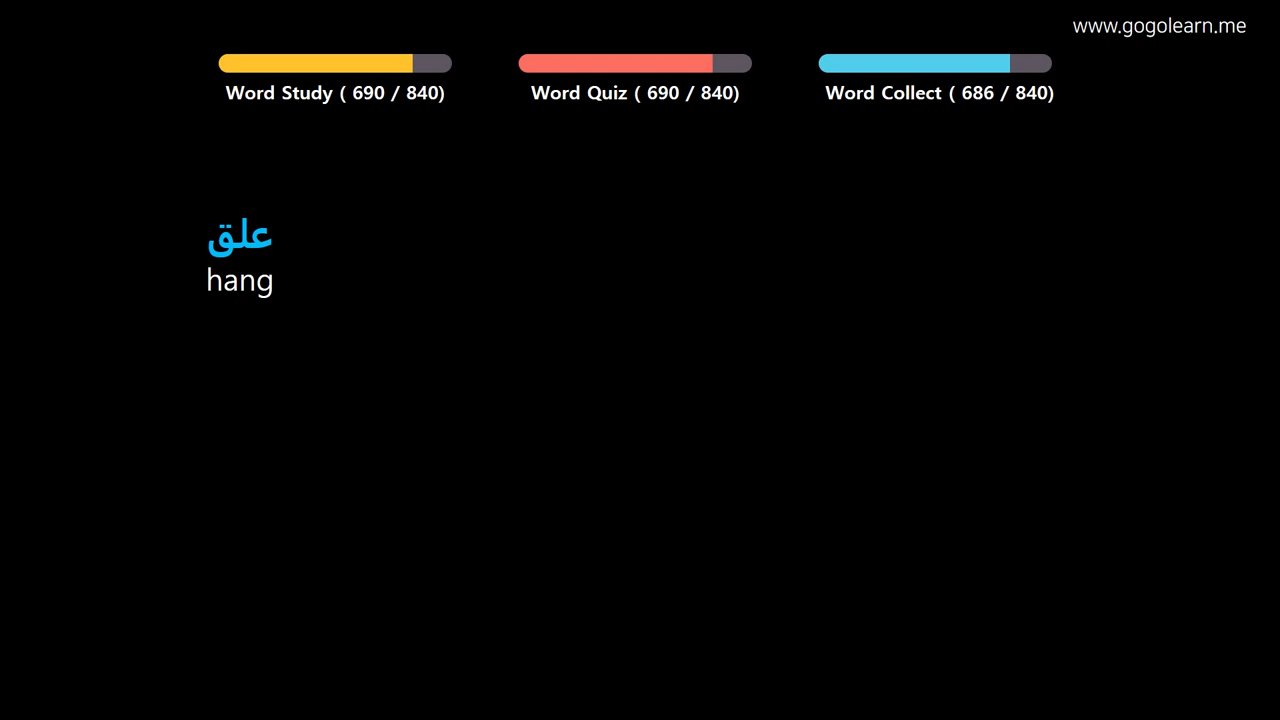 www.gogolearn.me
Word Study ( 690 / 840)
Word Quiz ( 690 / 840)
Word Collect ( 686 / 840)
علق
hang